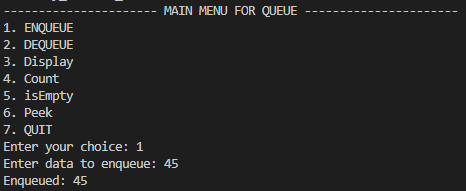 ---------------------- MAIN MENU FOR QUEUE ----------------------
1. ENQUEUE
2. DEQUEUE
3. Display
4. Count
5. isEmpty
6. Peek
7. QUIT
Enter your choice: 1
Enter data to enqueue: 45
Enqueued: 45